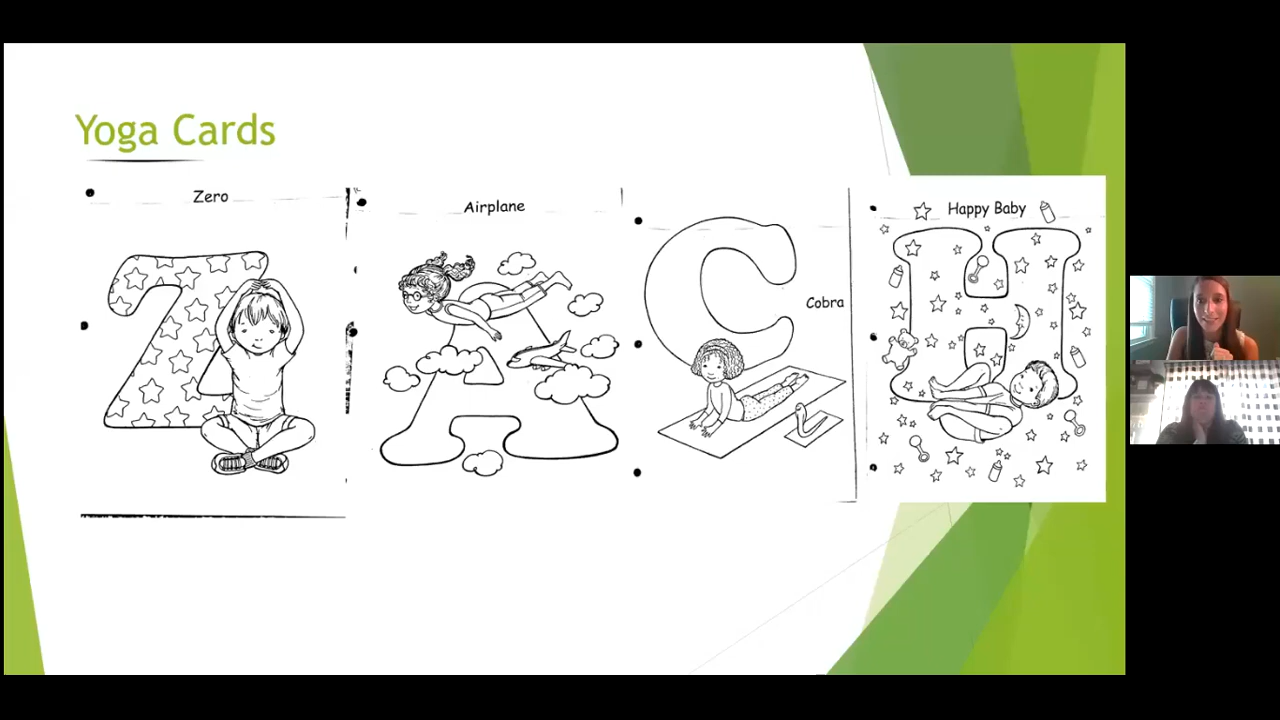 Yoga Cards
Zero
Z
Airplane
A
C
Cobra
Happy Baby
H